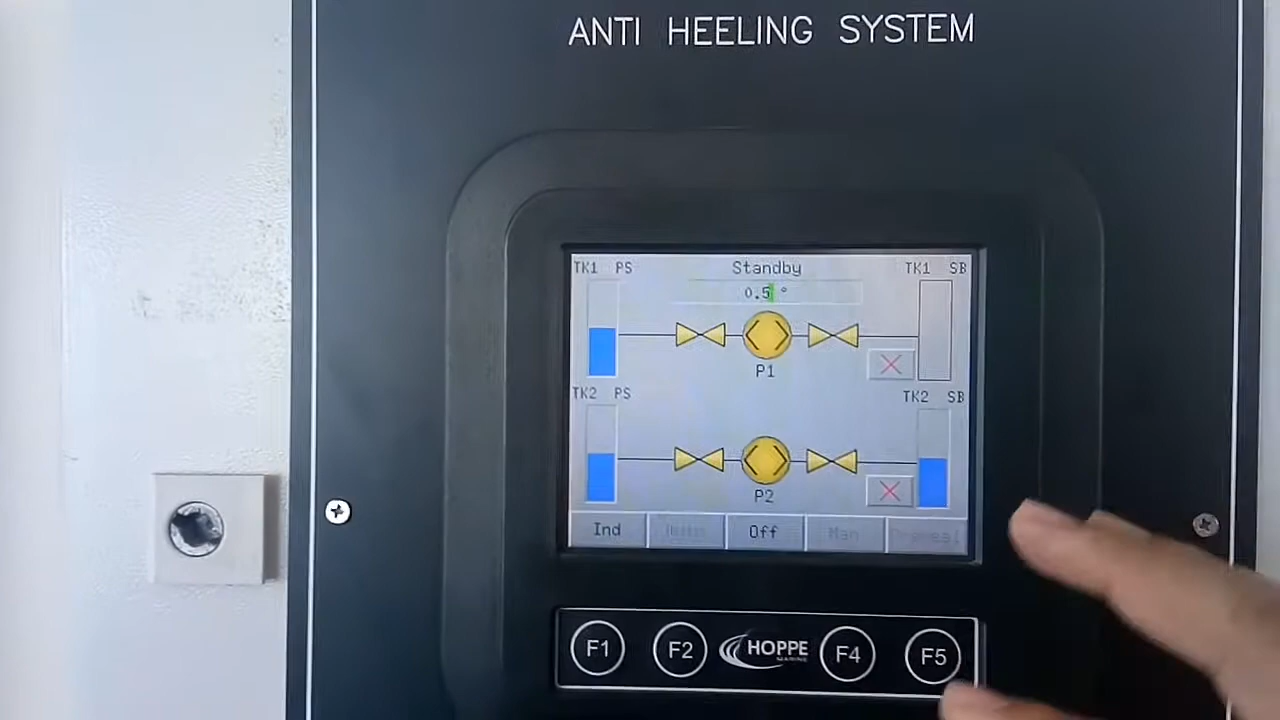 ANTI HEELING SYSTEM
TK1 PS
Standby
TK1 SB
0.5 °
P1
TK2 PS
TK2 SB
P2
Ind
Off
Man
F1
F2
HOPPE
MARINE
F4
F5